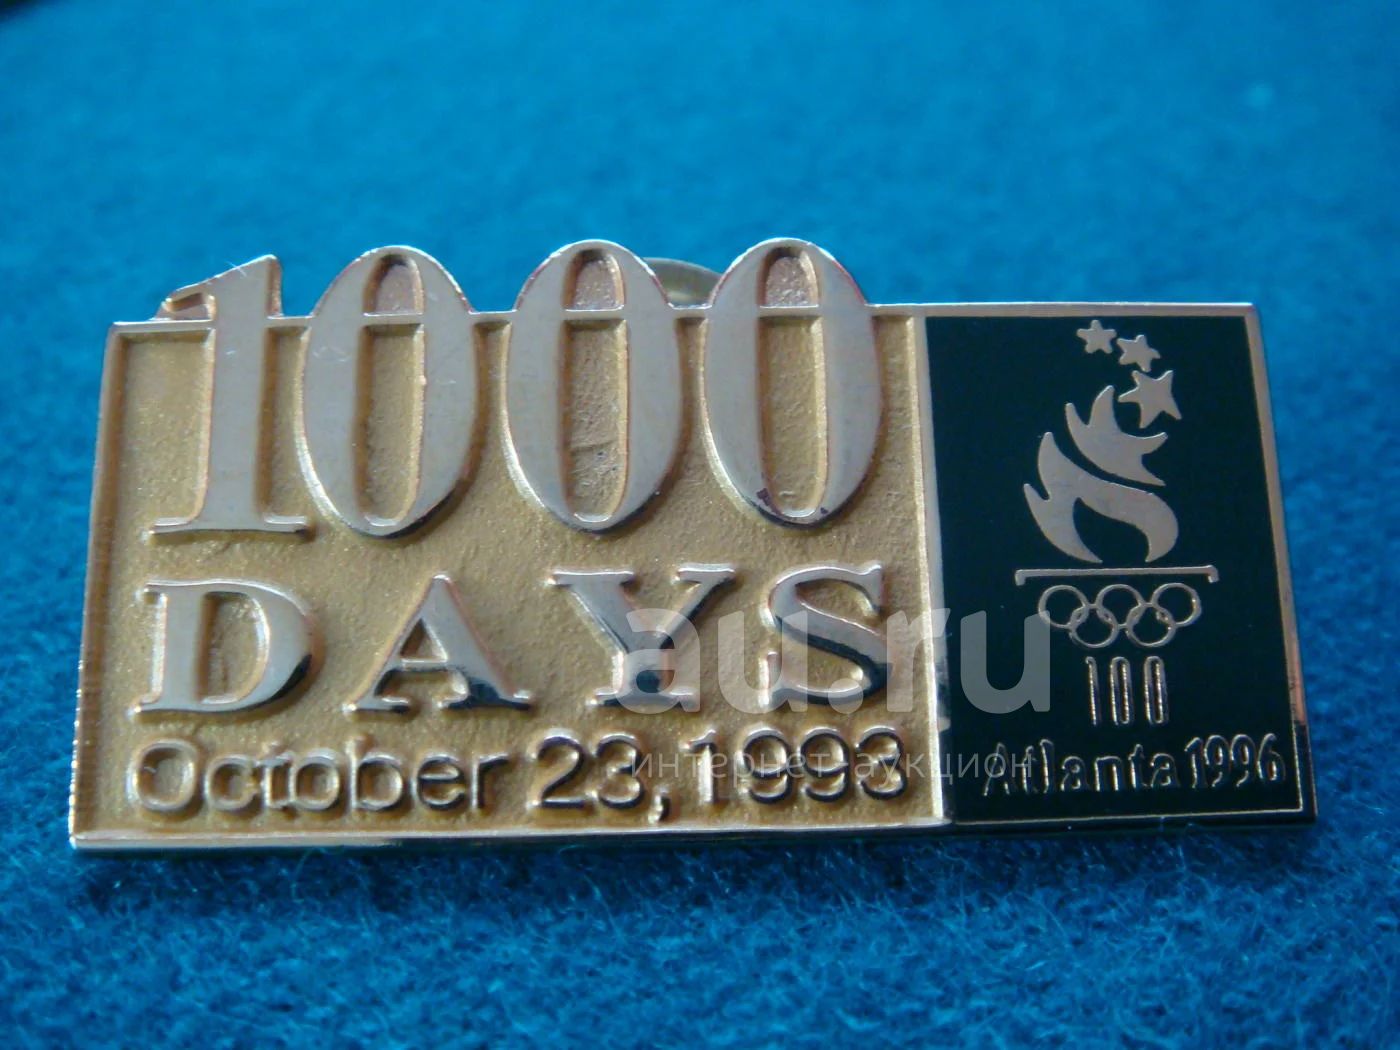 1000
DAYS
October 23, 1993
100
Atlanta 1996
au.ru
интернет-аукцион